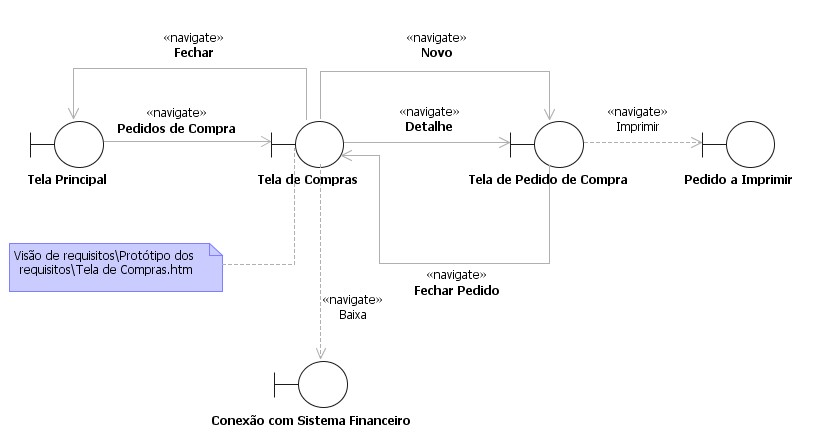 «navigate»
Fechar
«navigate»
Novo
«navigate»
Pedidos de Compra
«navigate»
Detalhe
«navigate»
Imprimir
Tela Principal
Tela de Compras
Tela de Pedido de Compra
Pedido a Imprimir
Visão de requisitos\Protótipo dos
requisitos\Tela de Compras.htm
«navigate»
Fechar Pedido
«navigate»
Baixa
Conexão com Sistema Financeiro